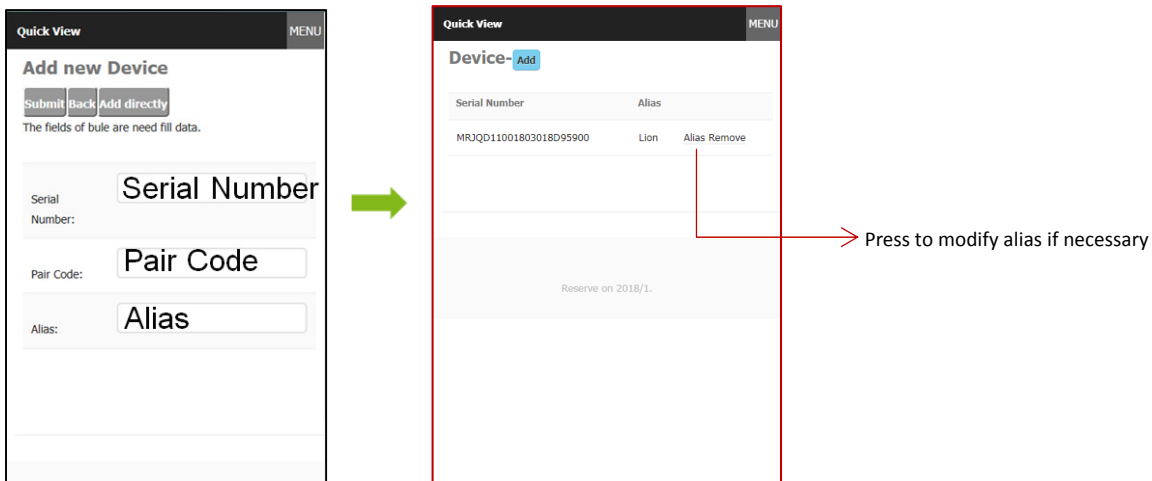 Quick View MENU
Add new Device
Submit Back Add directly
The fields of bule are need fill data.
Serial Number: Serial Number
Pair Code: Pair Code
Alias: Alias
Quick View MENU
Device- Add
Serial Number Alias
MRJQD11001803018D95900 Lion Alias Remove
Press to modify alias if necessary
Reserve on 2018/1.